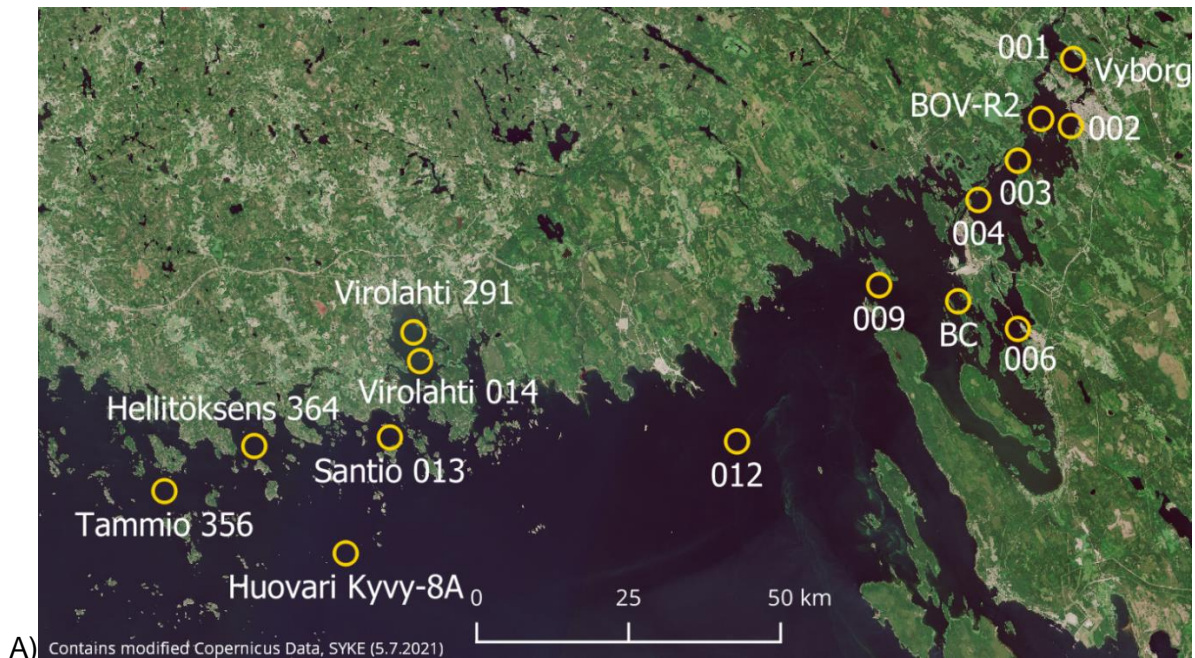 001
Vyborg
BOV-R2
002
003
004
Virolahti 291
009
BC
006
Virolahti 014
Hellitöksens 364
Santio 013
012
Tammio 356
Huovari Kyvy-8A
0 25 50 km
A) Contains modified Copernicus Data, SYKE (5.7.2021)